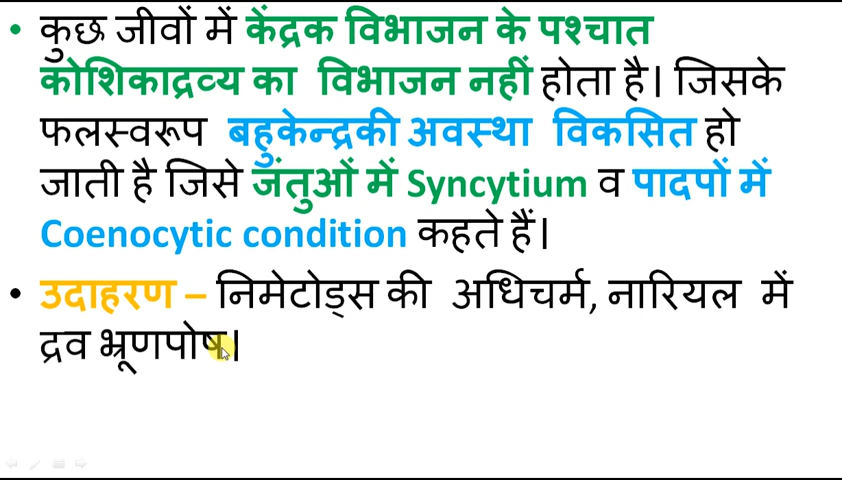 • कुछ जीवों में केंद्रक विभाजन के पश्चात
कोशिकाद्रव्य का विभाजन नहीं होता है। जिसके
फलस्वरूप बहुकेन्द्रकी अवस्था विकसित हो
जाती है जिसे जंतुओं में Syncytium व पादपों में
Coenocytic condition कहते हैं।
• उदाहरण – निमेटोड्स की अधिचर्म, नारियल में
द्रव भ्रूणपोष।